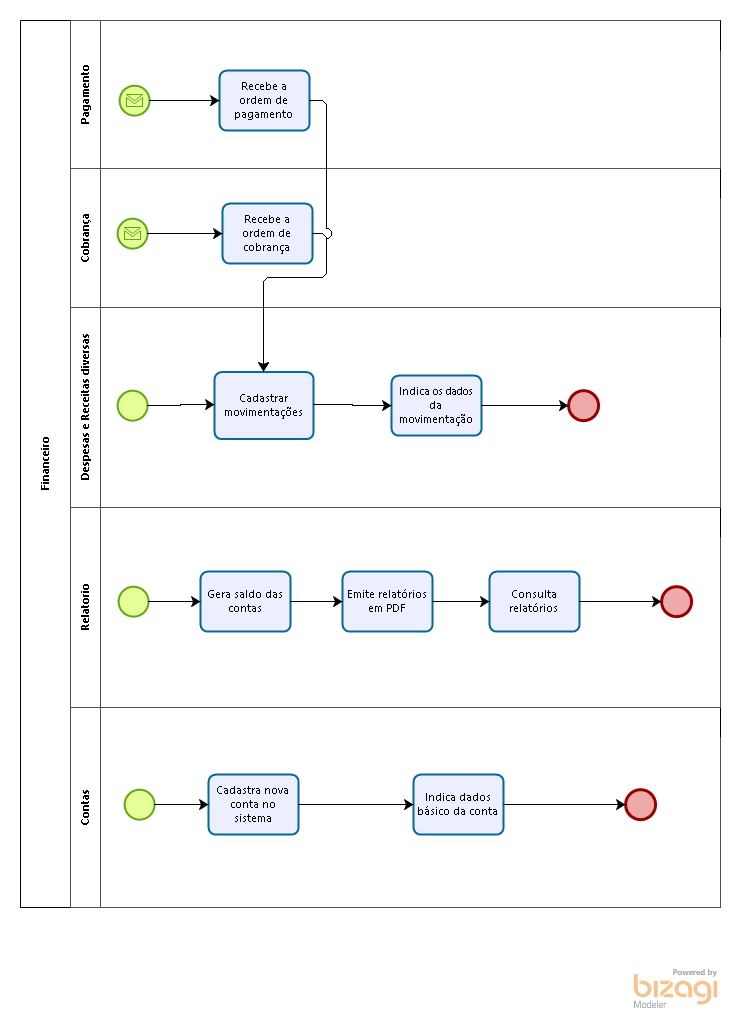 Financeiro
Pagamento
Recebe a
ordem de
pagamento
Cobrança
Recebe a
ordem de
cobrança
Despesas e Receitas diversas
Cadastrar
movimentações
Indica os dados
da
movimentação
Relatorio
Gera saldo das
contas
Emite relatórios
em PDF
Consulta
relatórios
Contas
Cadastra nova
conta no
sistema
Indica dados
básico da conta
Powered by
bizagi
Modeler